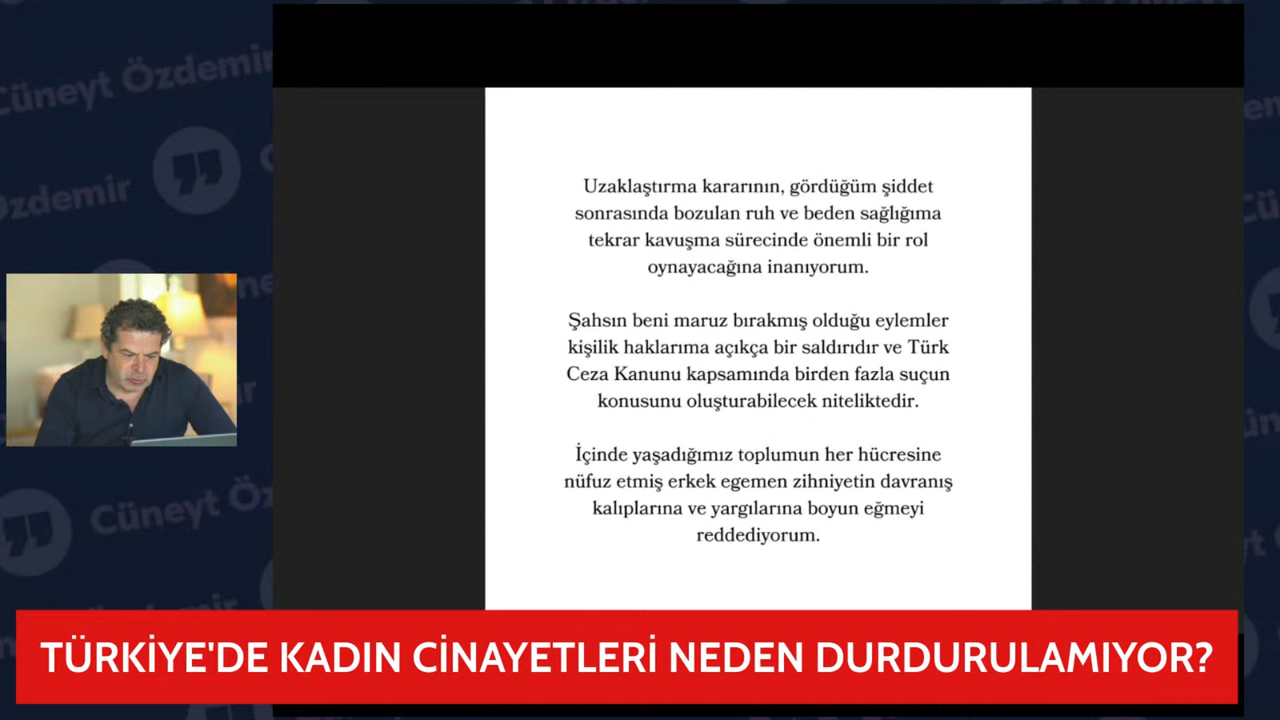 Cüneyt Özdemir
Özdemir
Cüneyt Öz
Uzaklaştırma kararının, gördüğüm şiddet
sonrasında bozulan ruh ve beden sağlığıma
tekrar kavuşma sürecinde önemli bir rol
oynayacağına inanıyorum.
Şahsın beni maruz bırakmış olduğu eylemler
kişilik haklarıma açıkça bir saldırıdır ve Türk
Ceza Kanunu kapsamında birden fazla suçun
konusunu oluşturabilecek niteliktedir.
İçinde yaşadığımız toplumun her hücresine
nüfuz etmiş erkek egemen zihniyetin davranış
kalıplarına ve yargılarına boyun eğmeyi
reddediyorum.
TÜRKİYE'DE KADIN CİNAYETLERİ NEDEN DURDURULAMIYOR?